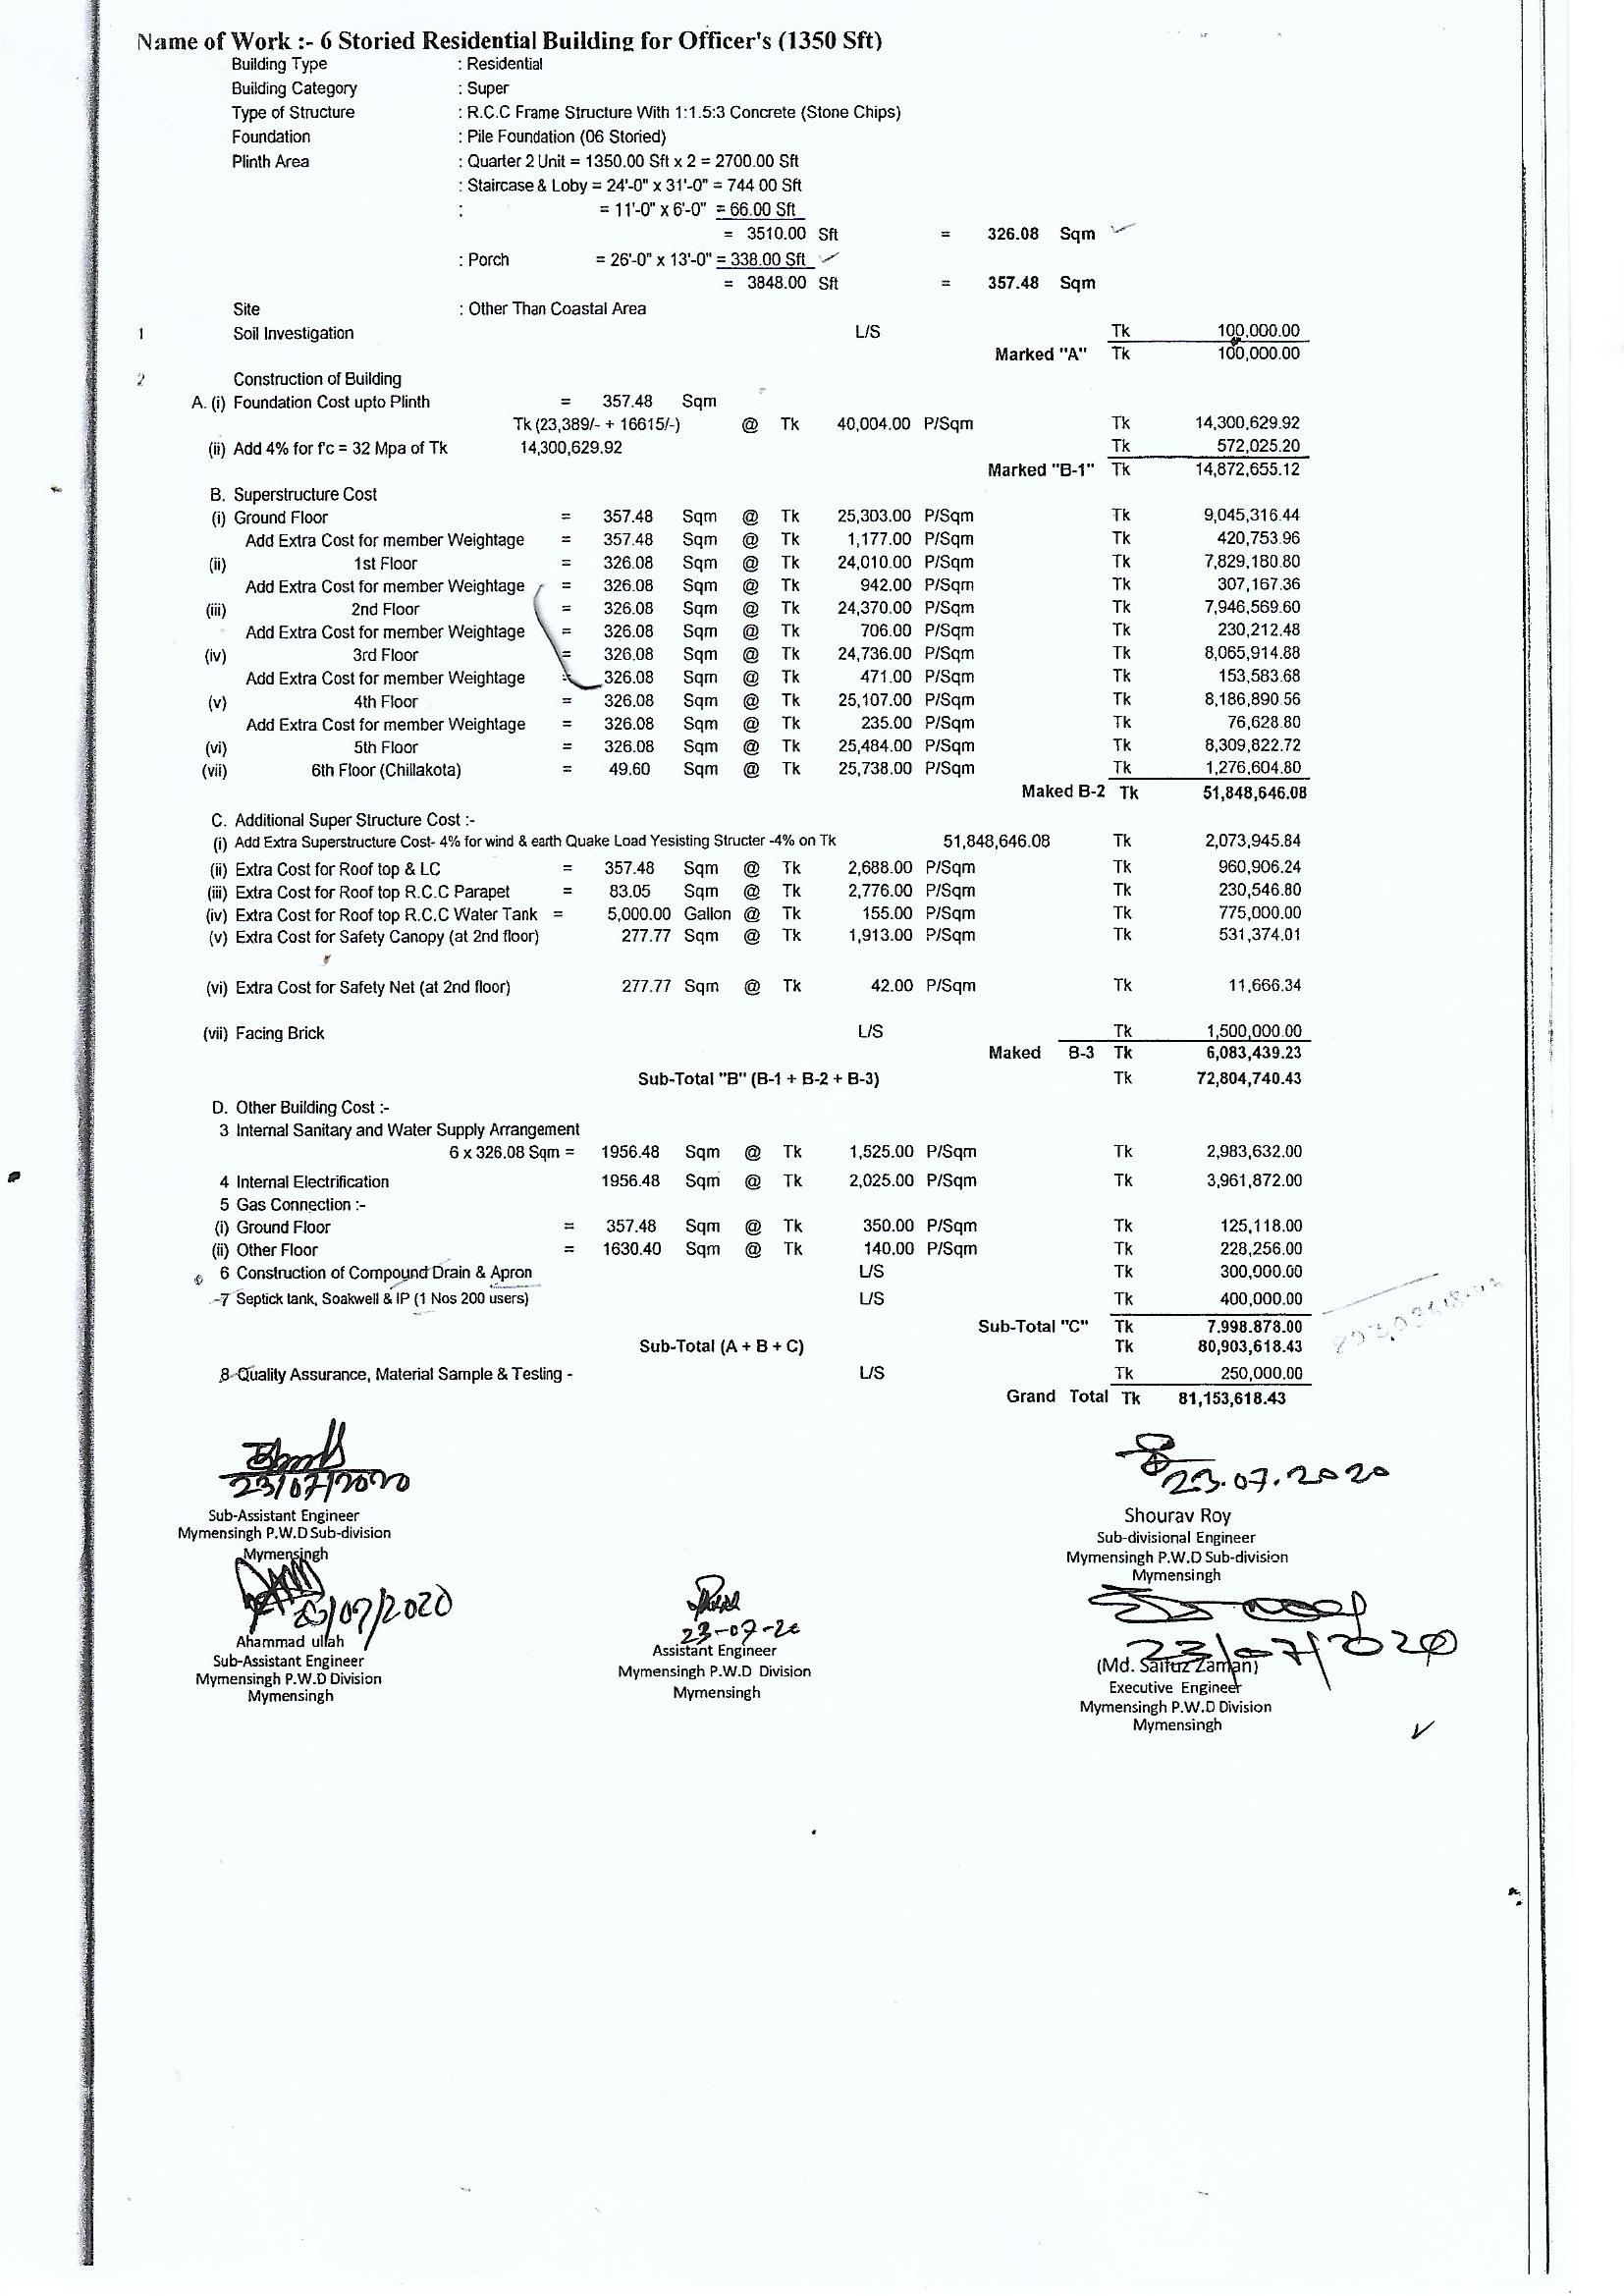 Name of Work :- 6 Storied Residential Building for Officer's (1350 Sft)
Building Type : Residential
Building Category : Super
Type of Structure : R.C.C Frame Structure With 1:1.5:3 Concrete (Stone Chips)
Foundation : Pile Foundation (06 Storied)
Plinth Area : Quarter 2 Unit = 1350.00 Sft x 2 = 2700.00 Sft
: Staircase & Loby = 24'-0" x 31'-0" = 744.00 Sft
: = 11'-0" x 6'-0" = 66.00 Sft
= 3510.00 Sft = 326.08 Sqm
: Porch = 26'-0" x 13'-0" = 338.00 Sft
= 3848.00 Sft = 357.48 Sqm
Site : Other Than Coastal Area
1 Soil Investigation L/S Tk 100,000.00
Marked "A" Tk 100,000.00
2 Construction of Building
A. (i) Foundation Cost upto Plinth = 357.48 Sqm
Tk (23,389/- + 16615/-) @ Tk 40,004.00 P/Sqm Tk 14,300,629.92
(ii) Add 4% for f'c = 32 Mpa of Tk 14,300,629.92 Tk 572,025.20
Marked "B-1" Tk 14,872,655.12
B. Superstructure Cost
(i) Ground Floor = 357.48 Sqm @ Tk 25,303.00 P/Sqm Tk 9,045,316.44
Add Extra Cost for member Weightage = 357.48 Sqm @ Tk 1,177.00 P/Sqm Tk 420,753.96
(ii) 1st Floor = 326.08 Sqm @ Tk 24,010.00 P/Sqm Tk 7,829,180.80
Add Extra Cost for member Weightage = 326.08 Sqm @ Tk 942.00 P/Sqm Tk 307,167.36
(iii) 2nd Floor = 326.08 Sqm @ Tk 24,370.00 P/Sqm Tk 7,946,569.60
Add Extra Cost for member Weightage = 326.08 Sqm @ Tk 706.00 P/Sqm Tk 230,212.48
(iv) 3rd Floor = 326.08 Sqm @ Tk 24,736.00 P/Sqm Tk 8,065,914.88
Add Extra Cost for member Weightage = 326.08 Sqm @ Tk 471.00 P/Sqm Tk 153,583.68
(v) 4th Floor = 326.08 Sqm @ Tk 25,107.00 P/Sqm Tk 8,186,890.56
Add Extra Cost for member Weightage = 326.08 Sqm @ Tk 235.00 P/Sqm Tk 76,628.80
(vi) 5th Floor = 326.08 Sqm @ Tk 25,484.00 P/Sqm Tk 8,309,822.72
(vii) 6th Floor (Chillakota) = 49.60 Sqm @ Tk 25,738.00 P/Sqm Tk 1,276,604.80
Maked B-2 Tk 51,848,646.08
C. Additional Super Structure Cost :-
(i) Add Extra Superstructure Cost- 4% for wind & earth Quake Load Yesisting Structer -4% on Tk 51,848,646.08 Tk 2,073,945.84
(ii) Extra Cost for Roof top & LC = 357.48 Sqm @ Tk 2,688.00 P/Sqm Tk 960,906.24
(iii) Extra Cost for Roof top R.C.C Parapet = 83.05 Sqm @ Tk 2,776.00 P/Sqm Tk 230,546.80
(iv) Extra Cost for Roof top R.C.C Water Tank = 5,000.00 Gallon @ Tk 155.00 P/Sqm Tk 775,000.00
(v) Extra Cost for Safety Canopy (at 2nd floor) 277.77 Sqm @ Tk 1,913.00 P/Sqm Tk 531,374.01
(vi) Extra Cost for Safety Net (at 2nd floor) 277.77 Sqm @ Tk 42.00 P/Sqm Tk 11,666.34
(vii) Facing Brick L/S Tk 1,500,000.00
Maked B-3 Tk 6,083,439.23
Sub-Total "B" (B-1 + B-2 + B-3) Tk 72,804,740.43
D. Other Building Cost :-
3 Internal Sanitary and Water Supply Arrangement
6 x 326.08 Sqm = 1956.48 Sqm @ Tk 1,525.00 P/Sqm Tk 2,983,632.00
4 Internal Electrification 1956.48 Sqm @ Tk 2,025.00 P/Sqm Tk 3,961,872.00
5 Gas Connection :-
(i) Ground Floor = 357.48 Sqm @ Tk 350.00 P/Sqm Tk 125,118.00
(ii) Other Floor = 1630.40 Sqm @ Tk 140.00 P/Sqm Tk 228,256.00
6 Construction of Compound Drain & Apron L/S Tk 300,000.00
7 Septick tank, Soakwell & IP (1 Nos 200 users) L/S Tk 400,000.00
Sub-Total "C" Tk 7,998,878.00
Sub-Total (A + B + C) Tk 80,903,618.43
8 Quality Assurance, Material Sample & Testing - L/S Tk 250,000.00
Grand Total Tk 81,153,618.43
23/07/2020
23.07.2020
Sub-Assistant Engineer
Mymensingh P.W.D Sub-division
Mymensingh
Shourav Roy
Sub-divisional Engineer
Mymensingh P.W.D Sub-division
Mymensingh
/07/2020
23-07-20
23/07/2020
Ahammad ullah
Sub-Assistant Engineer
Mymensingh P.W.D Division
Mymensingh
Assistant Engineer
Mymensingh P.W.D Division
Mymensingh
(Md. Saifuz Zaman)
Executive Engineer
Mymensingh P.W.D Division
Mymensingh